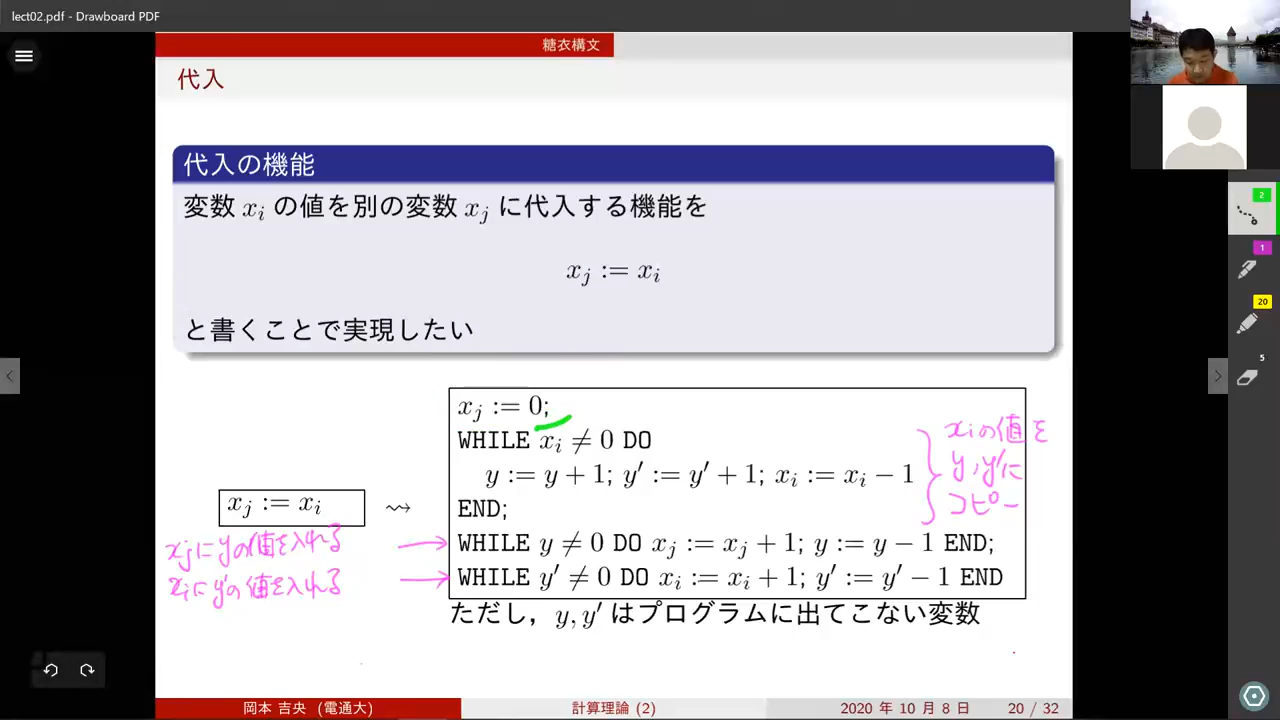 lect02.pdf - Drawboard PDF
糖衣構文
代入
代入の機能
変数 xi の値を別の変数 xj に代入する機能を
xj := xi
と書くことで実現したい
xj := 0;
WHILE xi ≠ 0 DO
y := y + 1; y′ := y′ + 1; xi := xi − 1
END;
WHILE y ≠ 0 DO xj := xj + 1; y := y − 1 END;
WHILE y′ ≠ 0 DO xi := xi + 1; y′ := y′ − 1 END
xiの値を
y, y′に
コピー
xj := xi
⇝
xjにyの値を入れる
xiにy′の値を入れる
ただし，y, y′ はプログラムに出てこない変数
岡本 吉央 (電通大)
計算理論 (2)
2020 年 10 月 8 日
20 / 32
2
1
20
5